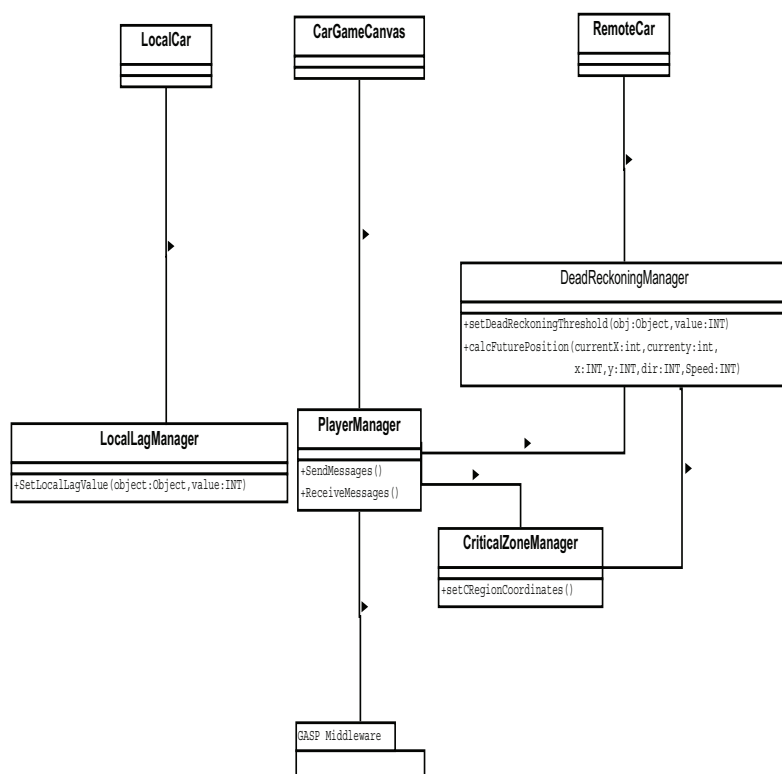 LocalCar
CarGameCanvas
RemoteCar
DeadReckoningManager
+setDeadReckoningThreshold(obj:Object,value:INT)
+calcFuturePosition(currentX:int,currenty:int,
x:INT,y:INT,dir:INT,Speed:INT)
LocalLagManager
+SetLocalLagValue(object:Object,value:INT)
PlayerManager
+SendMessages()
+ReceiveMessages()
CriticalZoneManager
+setCRegionCoordinates()
GASP Middleware